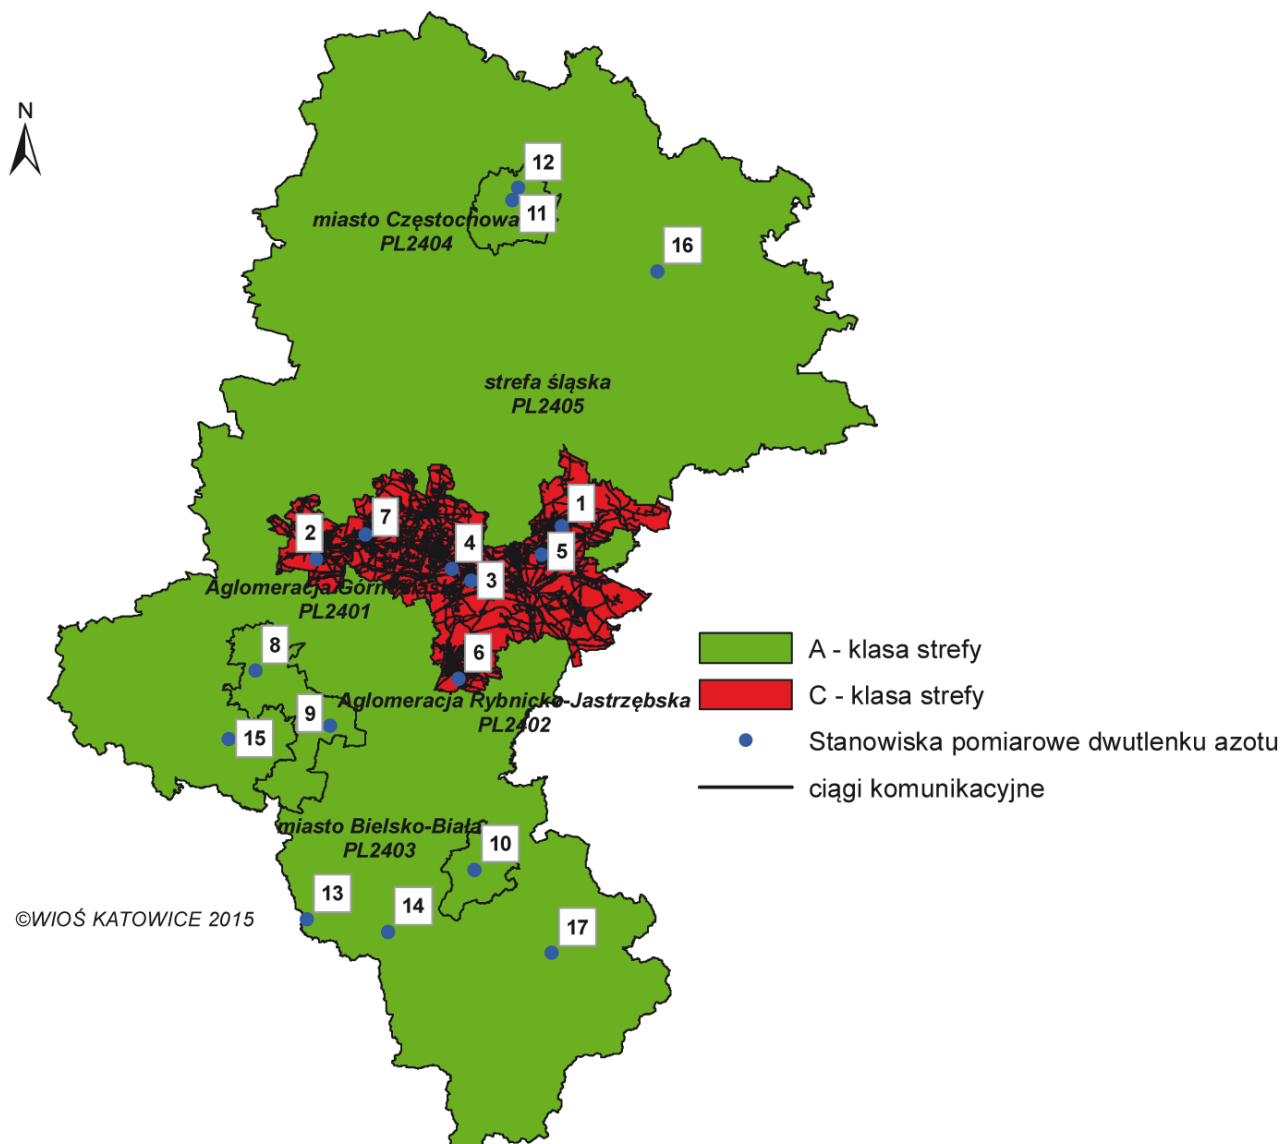 N
12
11
miasto Częstochowa
PL2404
16
strefa śląska
PL2405
1
2
7
4
5
3
PL2401
8
6
A - klasa strefy
C - klasa strefy
Aglomeracja Rybnicko-Jastrzębska
PL2402
9
15
Stanowiska pomiarowe dwutlenku azotu
ciągi komunikacyjne
miasto Bielsko-Biała
PL2403
10
13
14
17
©WIOŚ KATOWICE 2015